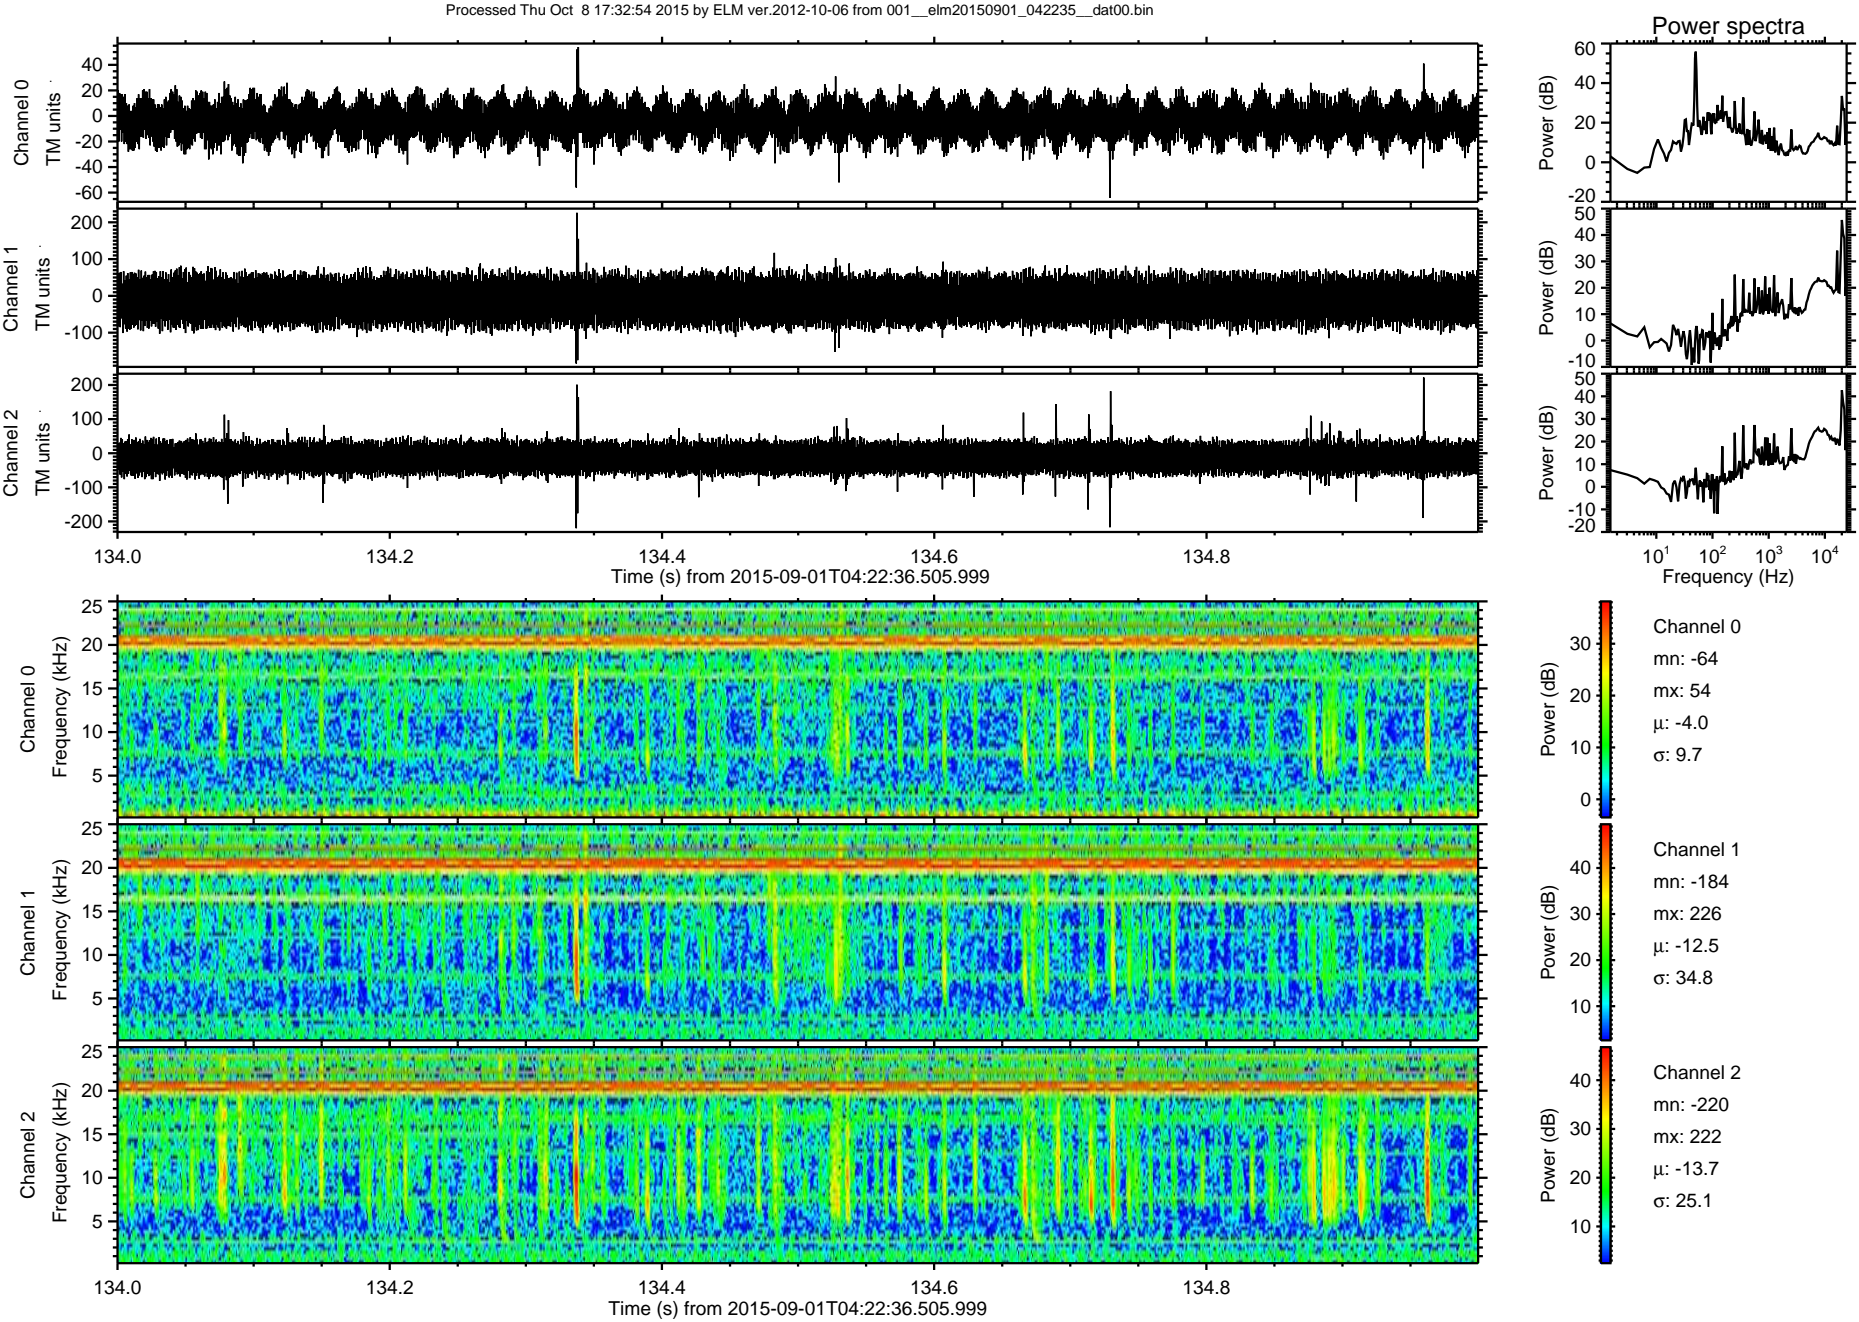 Processed Thu Oct  8 17:32:54 2015 by ELM ver.2012-10-06 from 001__elm20150901_042235__dat00.bin
Power spectra
Channel 0
TM units
40
20
0
-20
-40
-60
Power (dB)
60
40
20
0
-20
Channel 1
TM units
200
100
0
-100
Power (dB)
50
40
30
20
10
0
-10
Channel 2
TM units
200
100
0
-100
-200
Power (dB)
50
40
30
20
10
0
-10
-20
134.0 134.2 134.4 134.6 134.8
Time (s) from 2015-09-01T04:22:36.505.999
10^1 10^2 10^3 10^4
Frequency (Hz)
Channel 0
Frequency (kHz)
25
20
15
10
5
Power (dB)
30
20
10
0
Channel 0
mn: -64
mx: 54
μ: -4.0
σ: 9.7
Channel 1
Frequency (kHz)
25
20
15
10
5
Power (dB)
40
30
20
10
Channel 1
mn: -184
mx: 226
μ: -12.5
σ: 34.8
Channel 2
Frequency (kHz)
25
20
15
10
5
Power (dB)
40
30
20
10
Channel 2
mn: -220
mx: 222
μ: -13.7
σ: 25.1
134.0 134.2 134.4 134.6 134.8
Time (s) from 2015-09-01T04:22:36.505.999